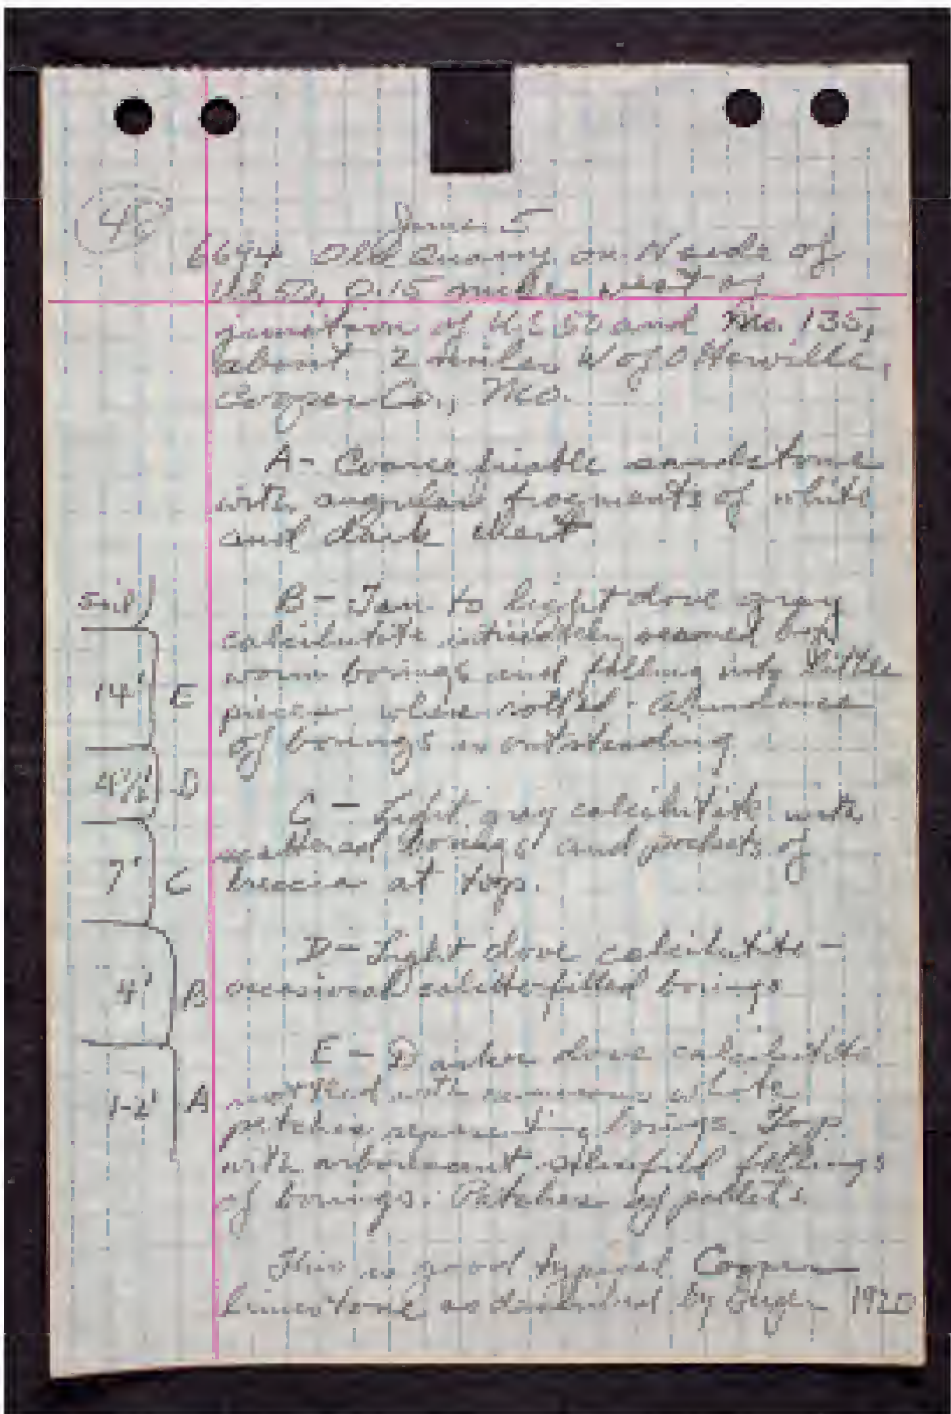 48
June 5
6694 Old Quarry on N side of
U.S. 50, 0.15 miles west of
junction of U.S. 50 and Mo. 135,
about 2 miles W of Otterville,
Cooper Co., Mo.
A - Coarse friable sandstone
with angular fragments of white
and dark chert
B - Tan to light dove gray
calcilutite intricately seamed by
worm borings and falling into little
pieces when rotted. Abundance
of borings is outstanding
C - Light gray calcilutite with
scattered borings and pockets of
breccia at top.
D - Light dove calcilutite -
occasional calcite filled borings
E - Darker dove calcilutite
mottled with numerous white
patches representing borings. Top
with arborescent silicified fillings
of borings. Patches of pellets.
This is good typical Cooper
limestone as described by 1920
Soil
14' E
4 1/2' D
7' C
4' B
1-2' A